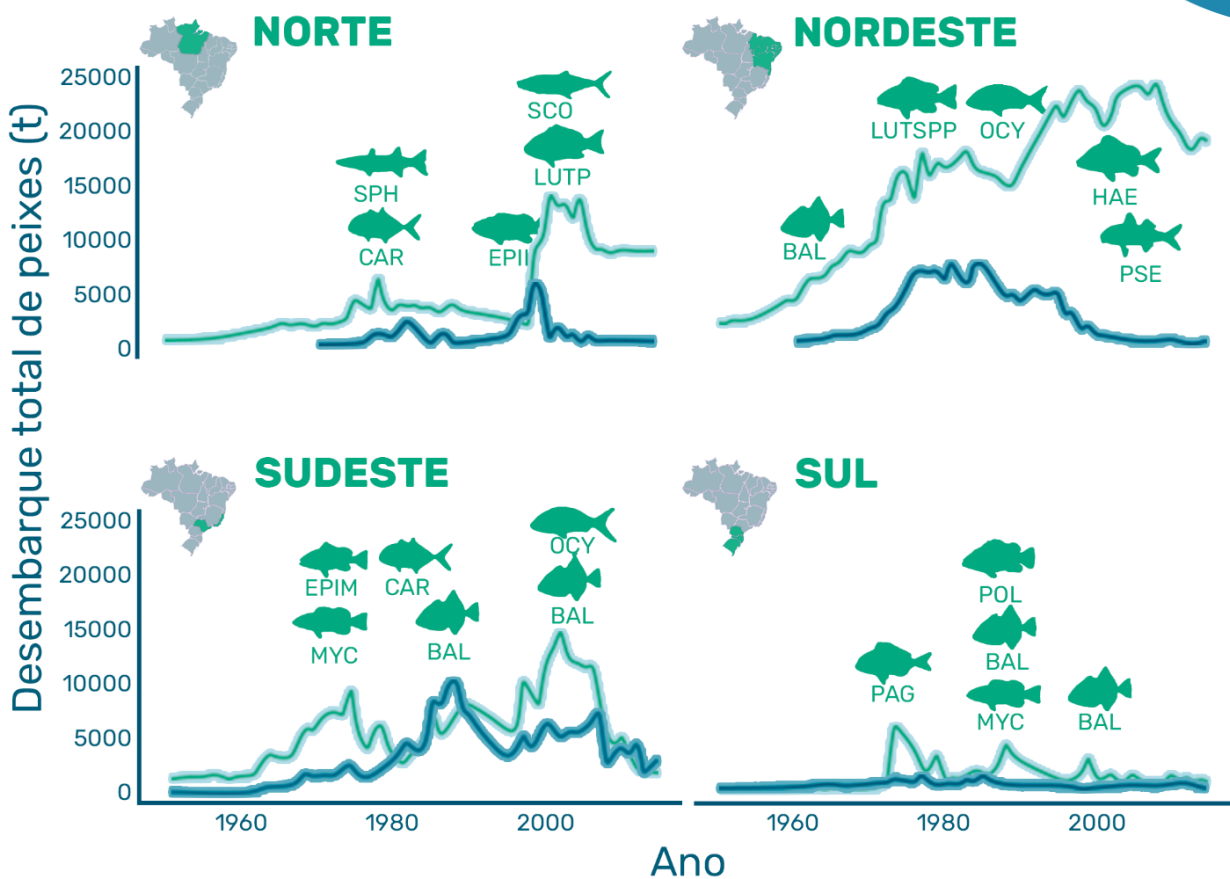 Desembarque total de peixes (t)
NORTE
25000
20000
15000
10000
5000
0
SPH
CAR
EPII
SCO
LUTP
NORDESTE
BAL
LUTSPP
OCY
HAE
PSE
SUDESTE
25000
20000
15000
10000
5000
0
EPIM
MYC
CAR
BAL
OCY
BAL
1960
1980
2000
SUL
PAG
POL
BAL
MYC
BAL
1960
1980
2000
Ano